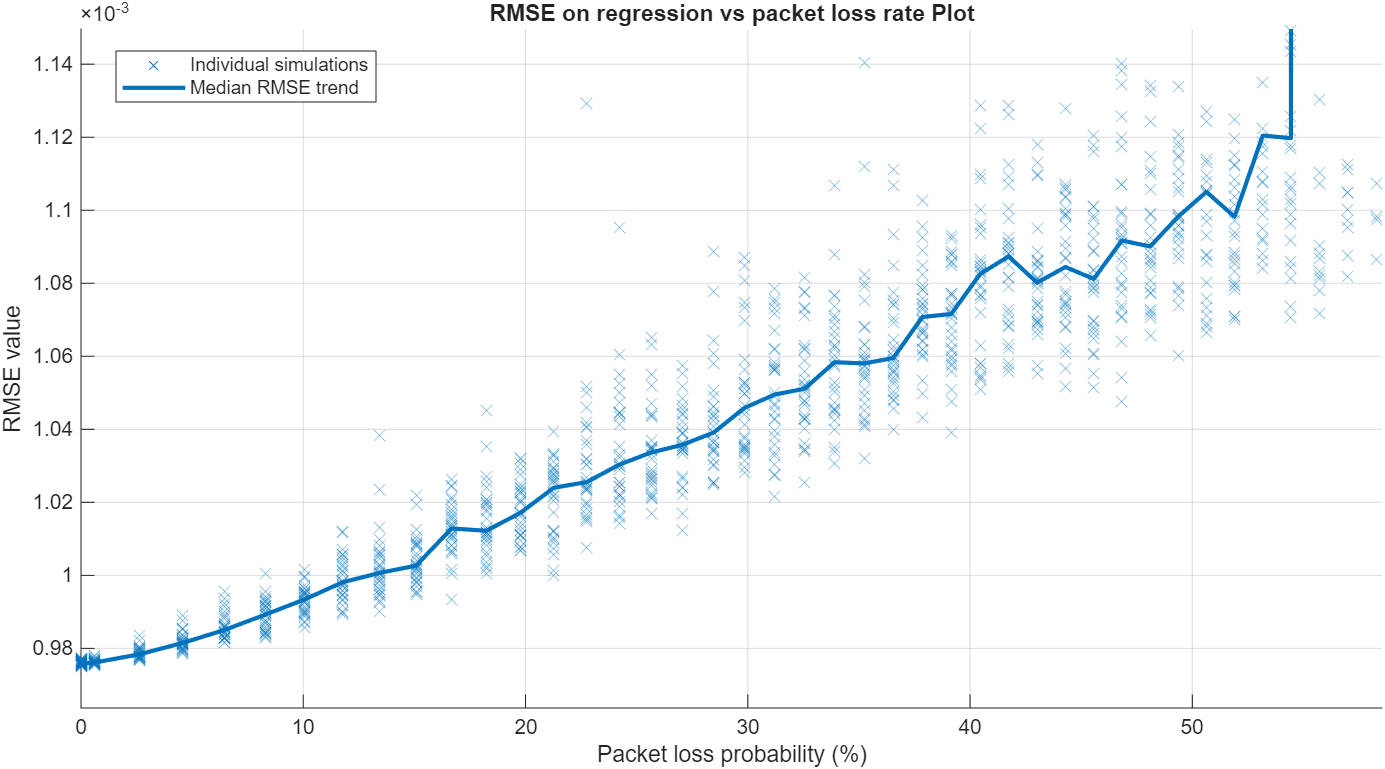 RMSE on regression vs packet loss rate Plot
×10⁻³
Individual simulations
Median RMSE trend
1.14
1.12
1.1
1.08
1.06
1.04
1.02
1
0.98
RMSE value
0 10 20 30 40 50
Packet loss probability (%)